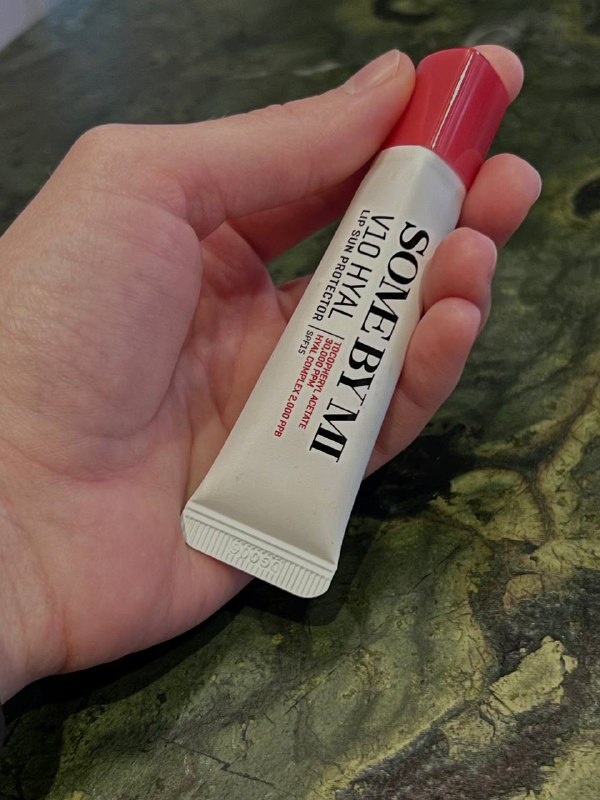 SOME BY MI
V10 HYAL
LIP SUN PROTECTOR
SPF15
TOCOPHERYL ACETATE
30,000 PPM
HYAL COMPLEX 2,000 PPB